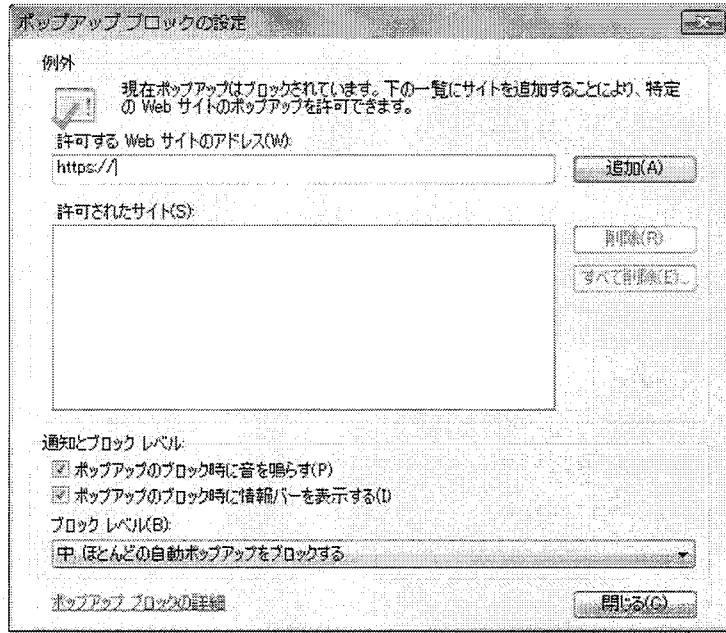 ポップアップ ブロックの設定
例外
現在ポップアップはブロックされています。下の一覧にサイトを追加することにより、特定
の Web サイトのポップアップを許可できます。
許可する Web サイトのアドレス(W):
https://
追加(A)
許可されたサイト(S):
削除(R)
すべて削除(E)...
通知とブロック レベル:
ポップアップのブロック時に音を鳴らす(P)
ポップアップのブロック時に情報バーを表示する(I)
ブロック レベル(B):
中: ほとんどの自動ポップアップをブロックする
ポップアップ ブロックの詳細
閉じる(C)